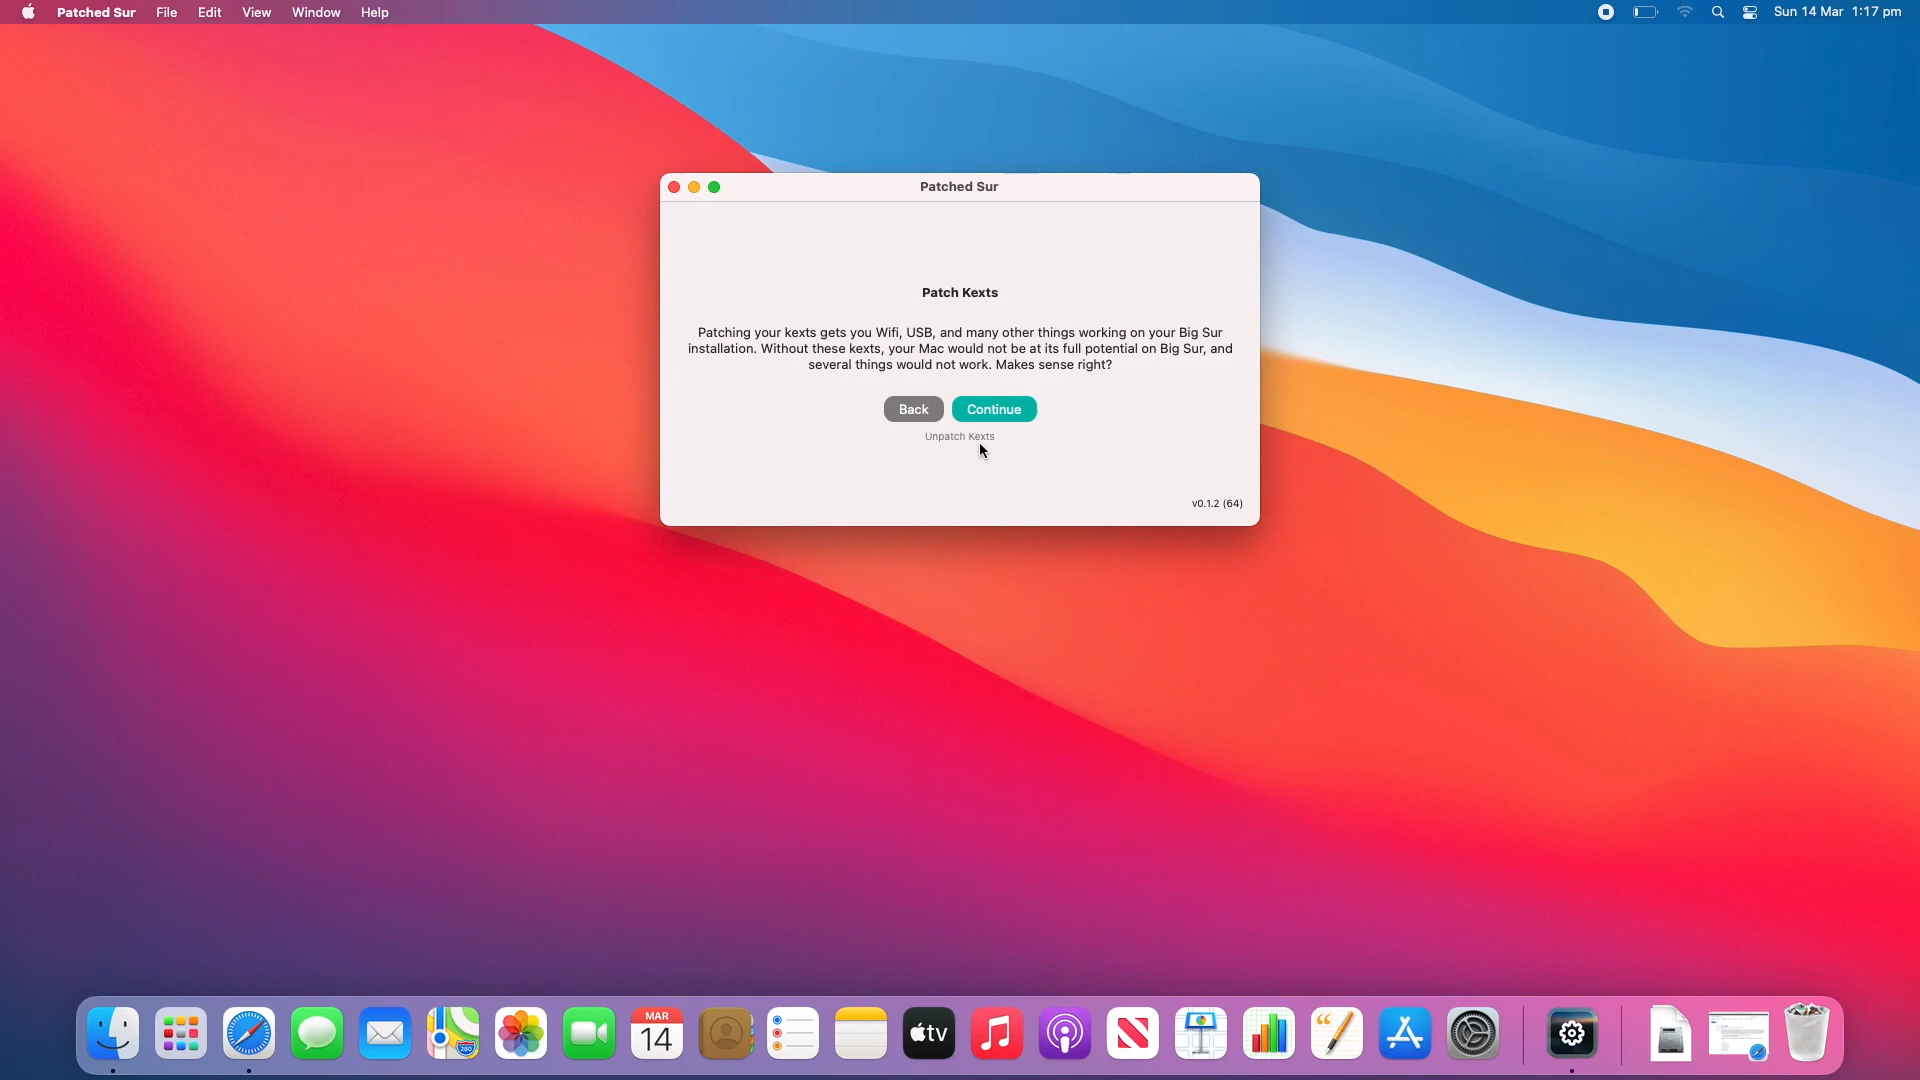 Patched Sur File Edit View Window Help
Sun 14 Mar 1:17 pm
Patched Sur
Patch Kexts
Patching your kexts gets you Wifi, USB, and many other things working on your Big Sur
installation. Without these kexts, your Mac would not be at its full potential on Big Sur, and
several things would not work. Makes sense right?
Back Continue
Unpatch Kexts
v0.1.2 (64)
280
MAR
14
tv